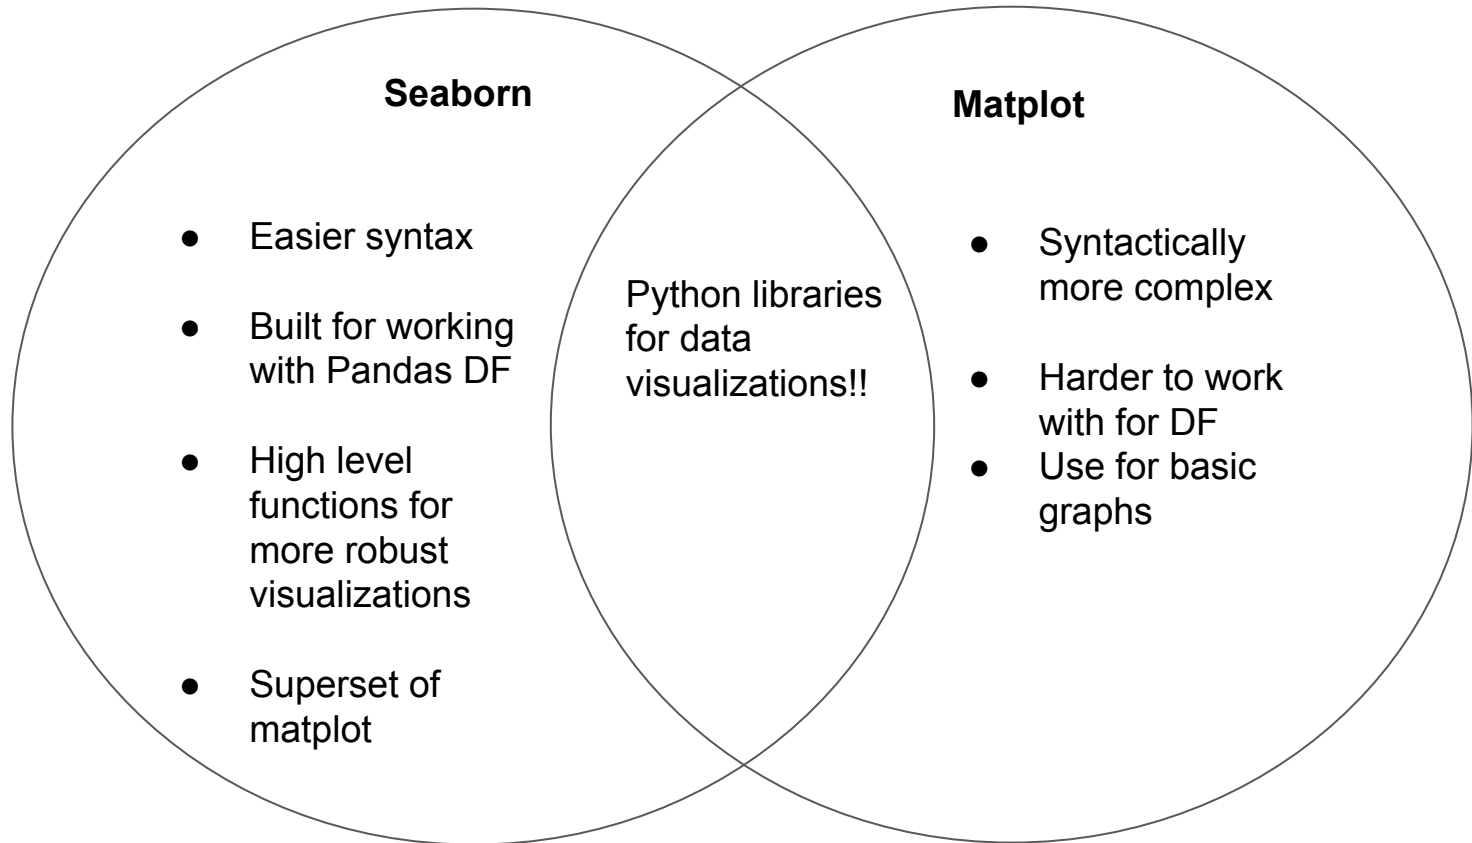 Seaborn
● Easier syntax
● Built for working
with Pandas DF
● High level
functions for
more robust
visualizations
● Superset of
matplot
Python libraries
for data
visualizations!!
Matplot
● Syntactically
more complex
● Harder to work
with for DF
● Use for basic
graphs